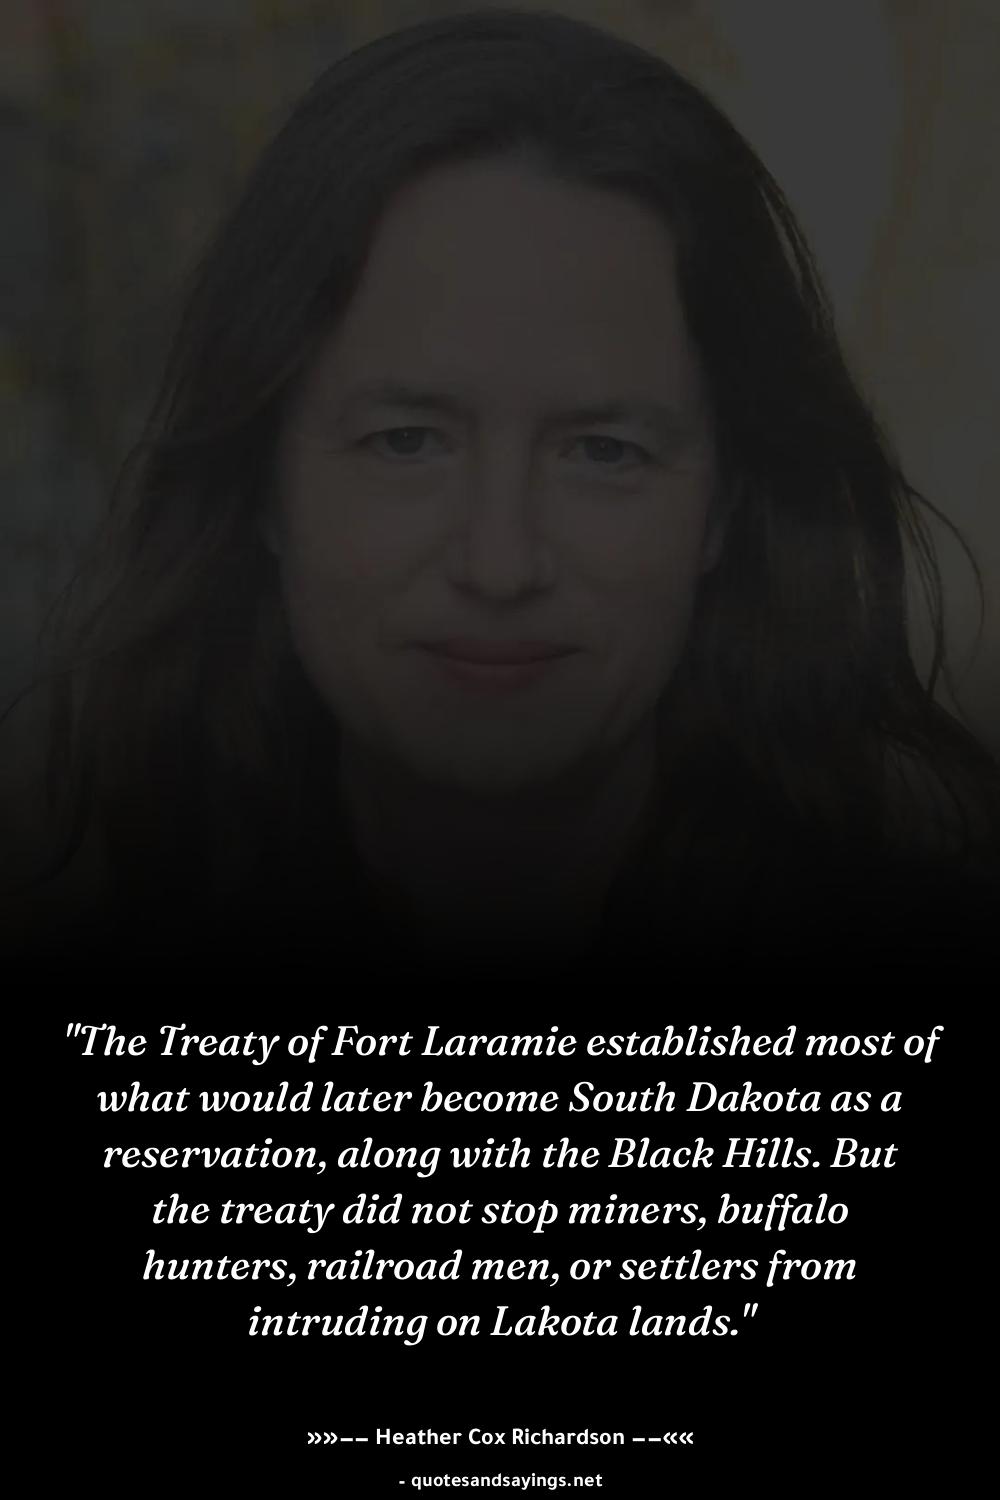 "The Treaty of Fort Laramie established most of
what would later become South Dakota as a
reservation, along with the Black Hills. But
the treaty did not stop miners, buffalo
hunters, railroad men, or settlers from
intruding on Lakota lands."
»»−− Heather Cox Richardson −−««
- quotesandsayings.net